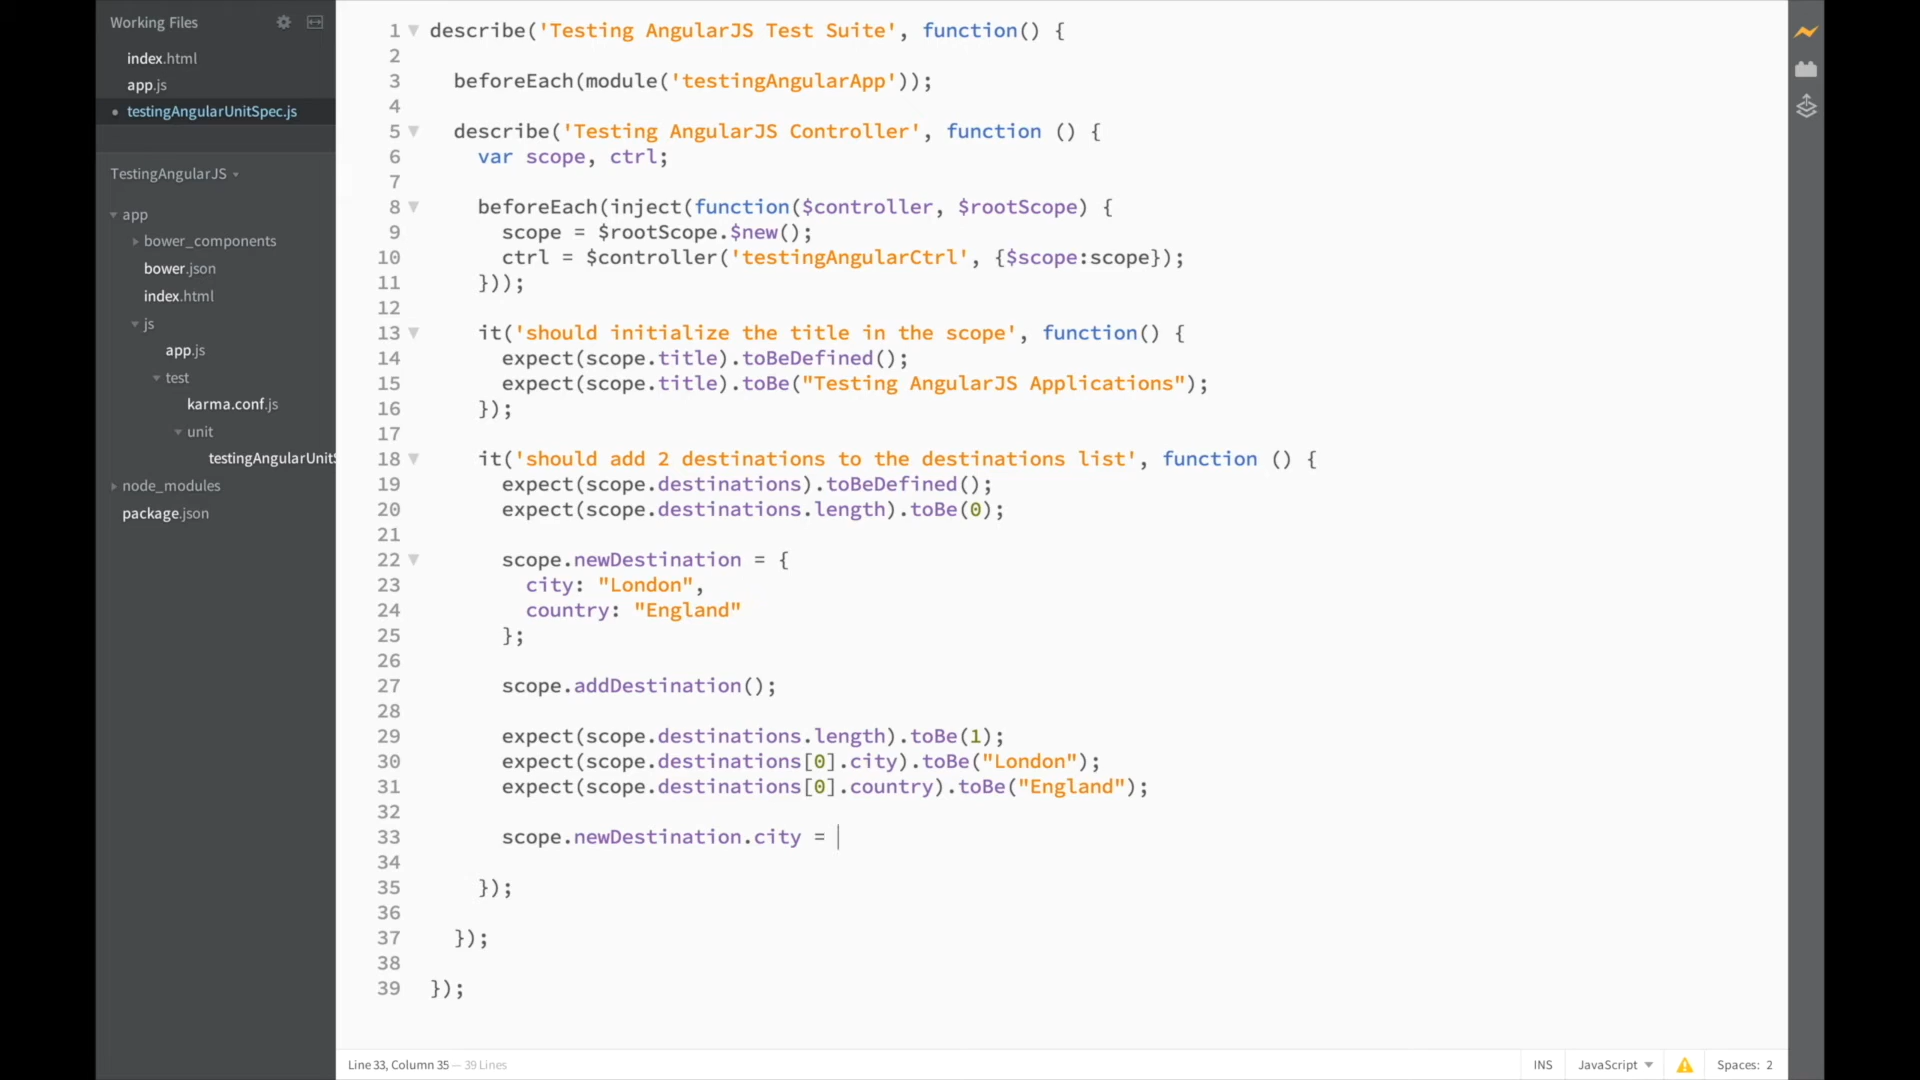 Working Files
index.html
app.js
testingAngularUnitSpec.js
TestingAngularJS
app
bower_components
bower.json
index.html
js
app.js
test
karma.conf.js
unit
testingAngularUnitS
node_modules
package.json
1 describe('Testing AngularJS Test Suite', function() {
2
3 beforeEach(module('testingAngularApp'));
4
5 describe('Testing AngularJS Controller', function () {
6 var scope, ctrl;
7
8 beforeEach(inject(function($controller, $rootScope) {
9 scope = $rootScope.$new();
10 ctrl = $controller('testingAngularCtrl', {$scope:scope});
11 }));
12
13 it('should initialize the title in the scope', function() {
14 expect(scope.title).toBeDefined();
15 expect(scope.title).toBe("Testing AngularJS Applications");
16 });
17
18 it('should add 2 destinations to the destinations list', function () {
19 expect(scope.destinations).toBeDefined();
20 expect(scope.destinations.length).toBe(0);
21
22 scope.newDestination = {
23 city: "London",
24 country: "England"
25 };
26
27 scope.addDestination();
28
29 expect(scope.destinations.length).toBe(1);
30 expect(scope.destinations[0].city).toBe("London");
31 expect(scope.destinations[0].country).toBe("England");
32
33 scope.newDestination.city =
34
35 });
36
37 });
38
39 });
Line 33, Column 35 — 39 Lines
INS JavaScript Spaces: 2